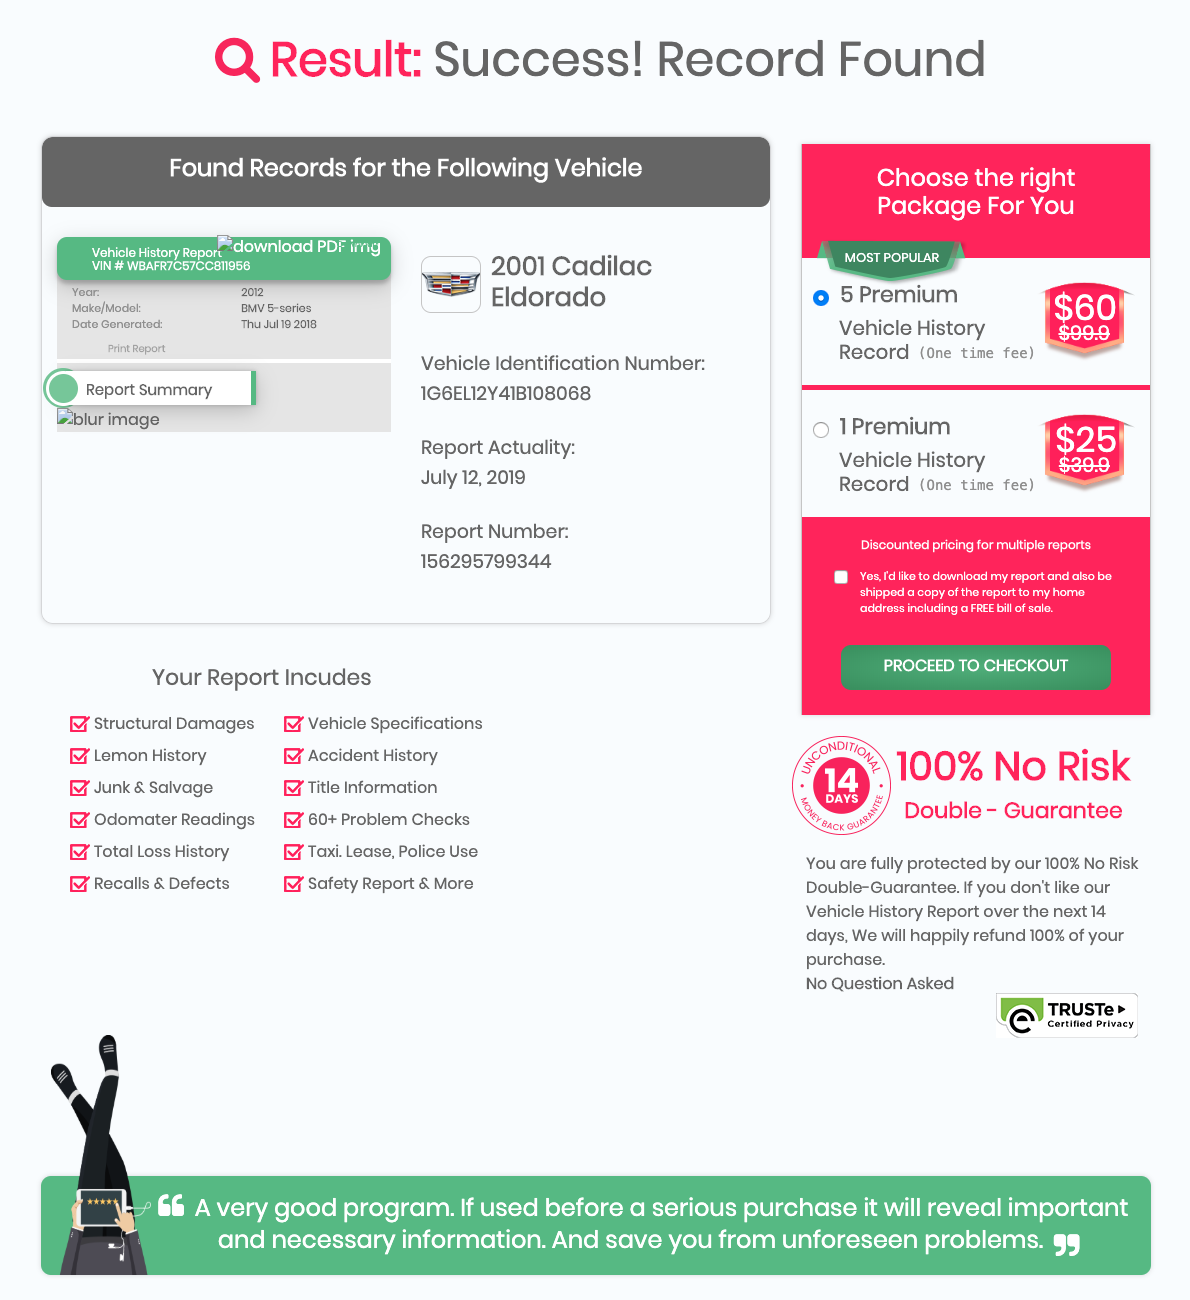 Result: Success! Record Found
Found Records for the Following Vehicle
Vehicle History Report
VIN # WBAFR7C57CC811956
download PDF img
Year: 2012
Make/Model: BMV 5-series
Date Generated: Thu Jul 19 2018
Print Report
Report Summary
blur image
2001 Cadilac
Eldorado
Vehicle Identification Number:
1G6EL12Y41B108068
Report Actuality:
July 12, 2019
Report Number:
156295799344
Choose the right
Package For You
MOST POPULAR
5 Premium
Vehicle History
Record (One time fee)
$60
$99.9
1 Premium
Vehicle History
Record (One time fee)
$25
$39.9
Discounted pricing for multiple reports
Yes, I'd like to download my report and also be
shipped a copy of the report to my home
address including a FREE bill of sale.
PROCEED TO CHECKOUT
Your Report Incudes
Structural Damages
Lemon History
Junk & Salvage
Odomater Readings
Total Loss History
Recalls & Defects
Vehicle Specifications
Accident History
Title Information
60+ Problem Checks
Taxi. Lease, Police Use
Safety Report & More
UNCONDITIONAL
14
DAYS
MONEY BACK GUARANTEE
100% No Risk
Double - Guarantee
You are fully protected by our 100% No Risk
Double-Guarantee. If you don't like our
Vehicle History Report over the next 14
days, We will happily refund 100% of your
purchase.
No Question Asked
TRUSTe
Certified Privacy
“ A very good program. If used before a serious purchase it will reveal important
and necessary information. And save you from unforeseen problems. ”